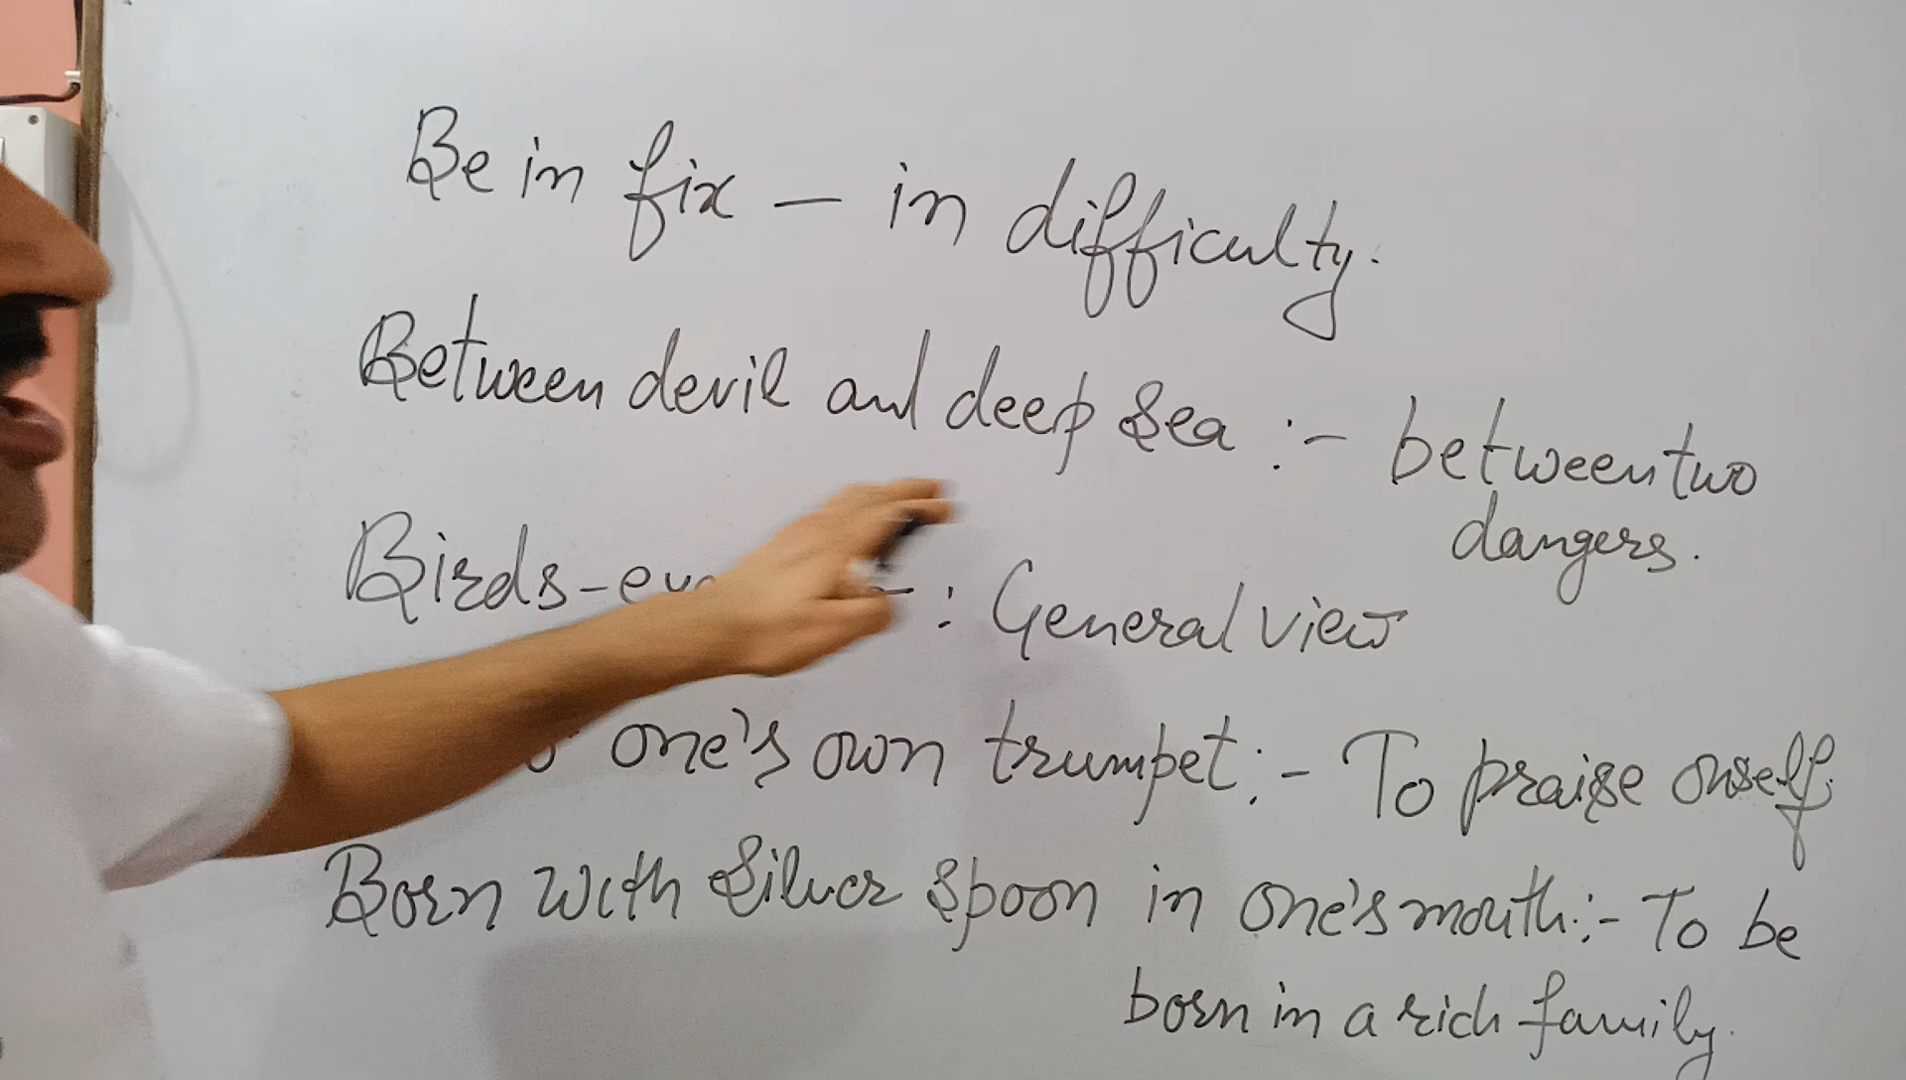 Be in fix – in difficulty.
Between devil and deep sea :- between two
dangers.
Birds- - : General view
one's own trumpet :- To praise onself.
Born with silver spoon in one's mouth :- To be
born in a rich family.